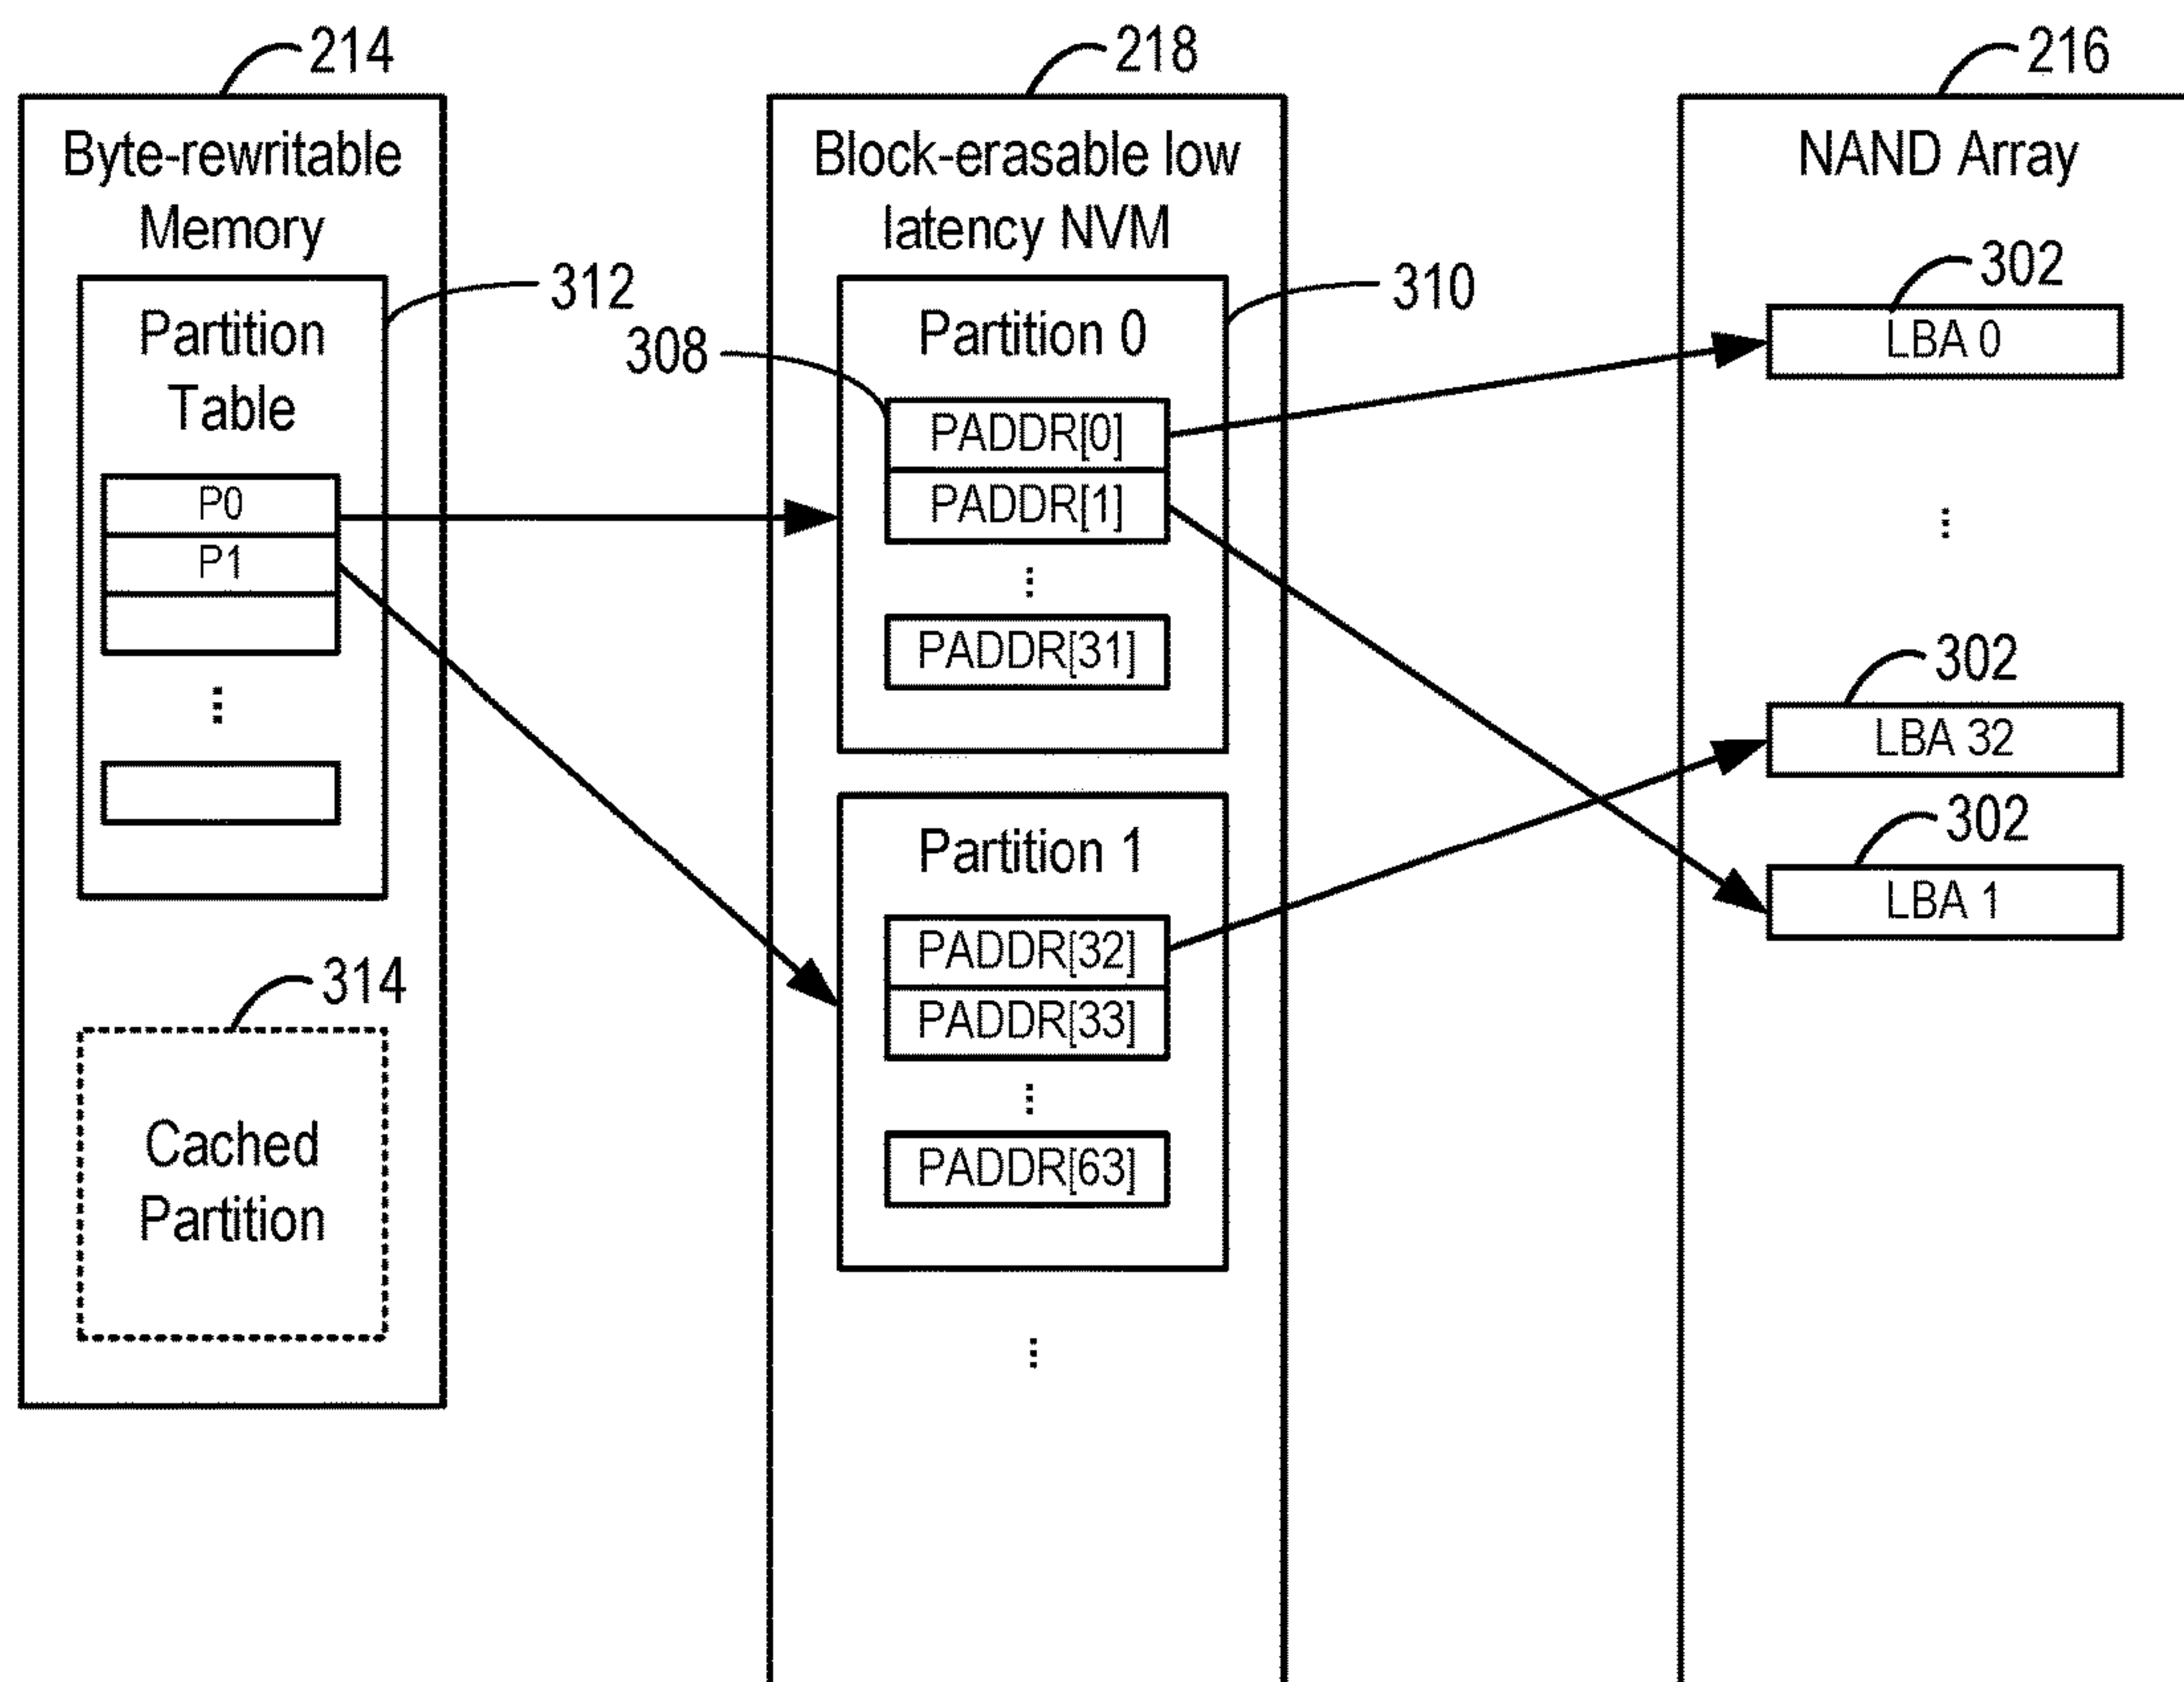 214
Byte-rewritable
Memory
312
Partition
Table
P0
P1
...
314
Cached
Partition
218
Block-erasable low
latency NVM
310
Partition 0
308
PADDR[0]
PADDR[1]
...
PADDR[31]
Partition 1
PADDR[32]
PADDR[33]
...
PADDR[63]
...
216
NAND Array
302
LBA 0
...
302
LBA 32
302
LBA 1